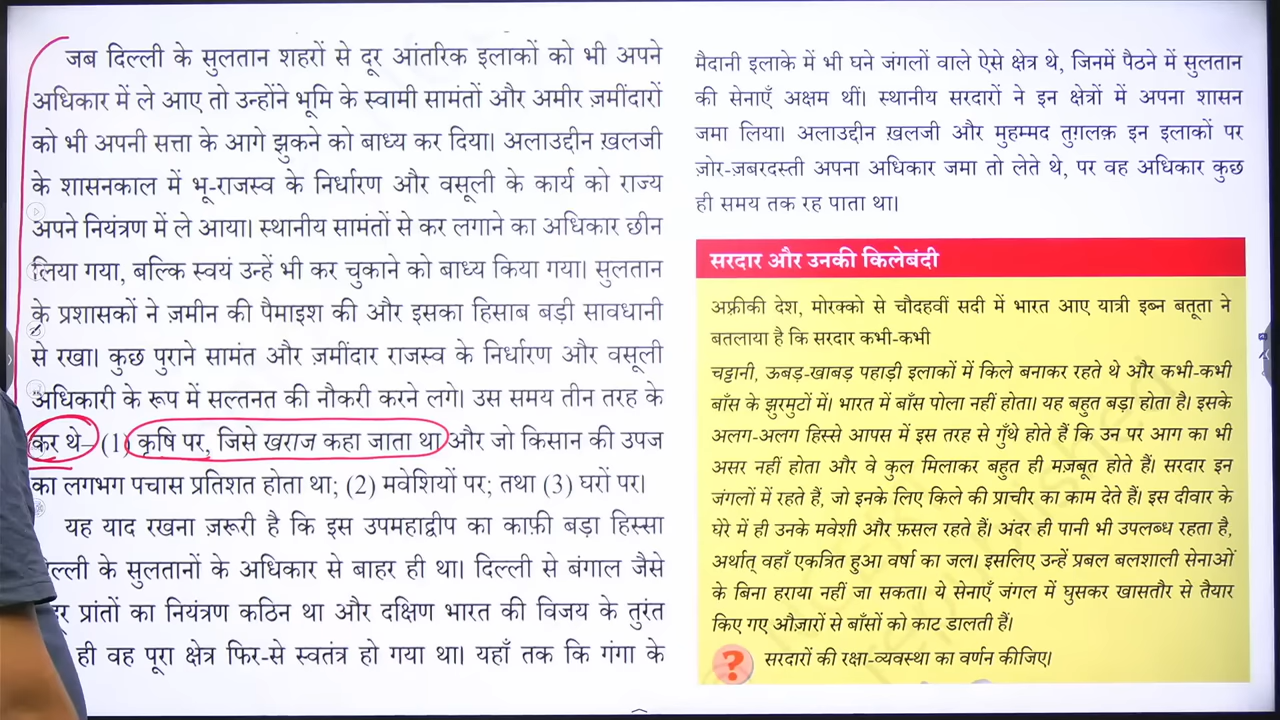 जब दिल्ली के सुलतान शहरों से दूर आंतरिक इलाकों को भी अपने
अधिकार में ले आए तो उन्होंने भूमि के स्वामी सामंतों और अमीर ज़मींदारों
को भी अपनी सत्ता के आगे झुकने को बाध्य कर दिया। अलाउद्दीन ख़लजी
के शासनकाल में भू-राजस्व के निर्धारण और वसूली के कार्य को राज्य
अपने नियंत्रण में ले आया। स्थानीय सामंतों से कर लगाने का अधिकार छीन
लिया गया, बल्कि स्वयं उन्हें भी कर चुकाने को बाध्य किया गया। सुलतान
के प्रशासकों ने ज़मीन की पैमाइश की और इसका हिसाब बड़ी सावधानी
से रखा। कुछ पुराने सामंत और ज़मींदार राजस्व के निर्धारण और वसूली
अधिकारी के रूप में सल्तनत की नौकरी करने लगे। उस समय तीन तरह के
कर थे– (1) कृषि पर, जिसे खराज कहा जाता था और जो किसान की उपज
का लगभग पचास प्रतिशत होता था; (2) मवेशियों पर; तथा (3) घरों पर।
यह याद रखना ज़रूरी है कि इस उपमहाद्वीप का काफ़ी बड़ा हिस्सा
के सुलतानों के अधिकार से बाहर ही था। दिल्ली से बंगाल जैसे
प्रांतों का नियंत्रण कठिन था और दक्षिण भारत की विजय के तुरंत
ही वह पूरा क्षेत्र फिर-से स्वतंत्र हो गया था। यहाँ तक कि गंगा के
मैदानी इलाके में भी घने जंगलों वाले ऐसे क्षेत्र थे, जिनमें पैठने में सुलतान
की सेनाएँ अक्षम थीं। स्थानीय सरदारों ने इन क्षेत्रों में अपना शासन
जमा लिया। अलाउद्दीन ख़लजी और मुहम्मद तुग़लक़ इन इलाकों पर
ज़ोर-ज़बरदस्ती अपना अधिकार जमा तो लेते थे, पर वह अधिकार कुछ
ही समय तक रह पाता था।
सरदार और उनकी किलेबंदी
अफ़्रीकी देश, मोरक्को से चौदहवीं सदी में भारत आए यात्री इब्न बतूता ने
बतलाया है कि सरदार कभी-कभी
चट्टानी, ऊबड़-खाबड़ पहाड़ी इलाकों में किले बनाकर रहते थे और कभी-कभी
बाँस के झुरमुटों में। भारत में बाँस पोला नहीं होता। यह बहुत बड़ा होता है। इसके
अलग-अलग हिस्से आपस में इस तरह से गुँथे होते हैं कि उन पर आग का भी
असर नहीं होता और वे कुल मिलाकर बहुत ही मज़बूत होते हैं। सरदार इन
जंगलों में रहते हैं, जो इनके लिए किले की प्राचीर का काम देते हैं। इस दीवार के
घेरे में ही उनके मवेशी और फ़सल रहते हैं। अंदर ही पानी भी उपलब्ध रहता है,
अर्थात् वहाँ एकत्रित हुआ वर्षा का जल। इसलिए उन्हें प्रबल बलशाली सेनाओं
के बिना हराया नहीं जा सकता। ये सेनाएँ जंगल में घुसकर खासतौर से तैयार
किए गए औज़ारों से बाँसों को काट डालती हैं।
? सरदारों की रक्षा-व्यवस्था का वर्णन कीजिए।